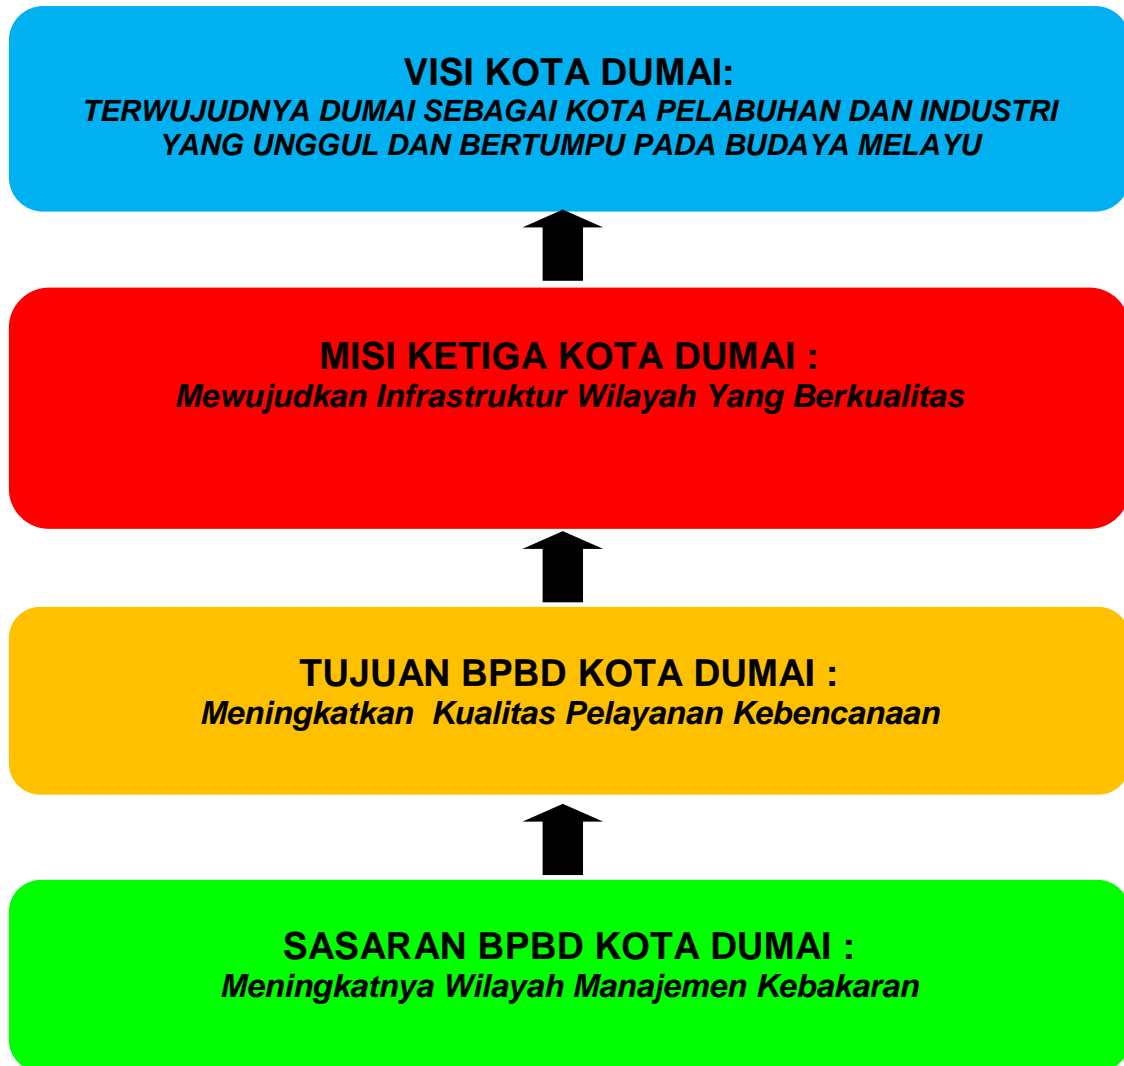 VISI KOTA DUMAI:
TERWUJUDNYA DUMAI SEBAGAI KOTA PELABUHAN DAN INDUSTRI
YANG UNGGUL DAN BERTUMPU PADA BUDAYA MELAYU
MISI KETIGA KOTA DUMAI :
Mewujudkan Infrastruktur Wilayah Yang Berkualitas
TUJUAN BPBD KOTA DUMAI :
Meningkatkan  Kualitas Pelayanan Kebencanaan
SASARAN BPBD KOTA DUMAI :
Meningkatnya Wilayah Manajemen Kebakaran